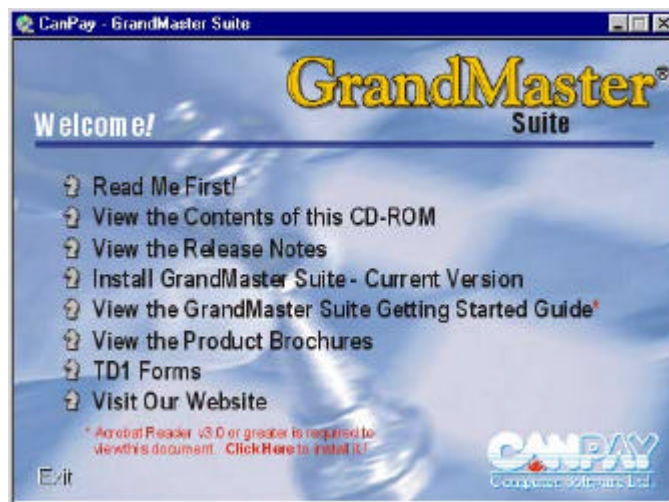 CanPay - GrandMaster Suite
GrandMaster®
Suite
Welcome!
Read Me First!
View the Contents of this CD-ROM
View the Release Notes
Install GrandMaster Suite - Current Version
View the GrandMaster Suite Getting Started Guide*
View the Product Brochures
TD1 Forms
Visit Our Website
* Acrobat Reader v3.0 or greater is required to
view this document. Click Here to install it!
Exit
CANPAY
Computer Software Ltd.